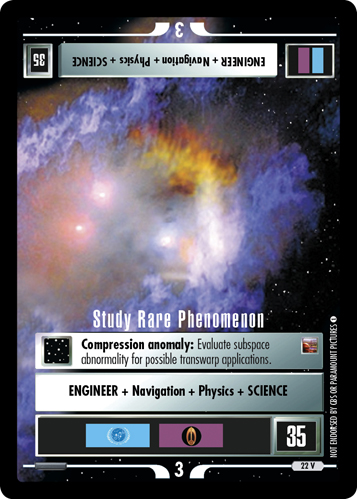 3
35
ENGINEER + Navigation + Physics + SCIENCE
Study Rare Phenomenon
Compression anomaly: Evaluate subspace
abnormality for possible transwarp applications.
ENGINEER + Navigation + Physics + SCIENCE
35
3
22 V
NOT ENDORSED BY CBS OR PARAMOUNT PICTURES